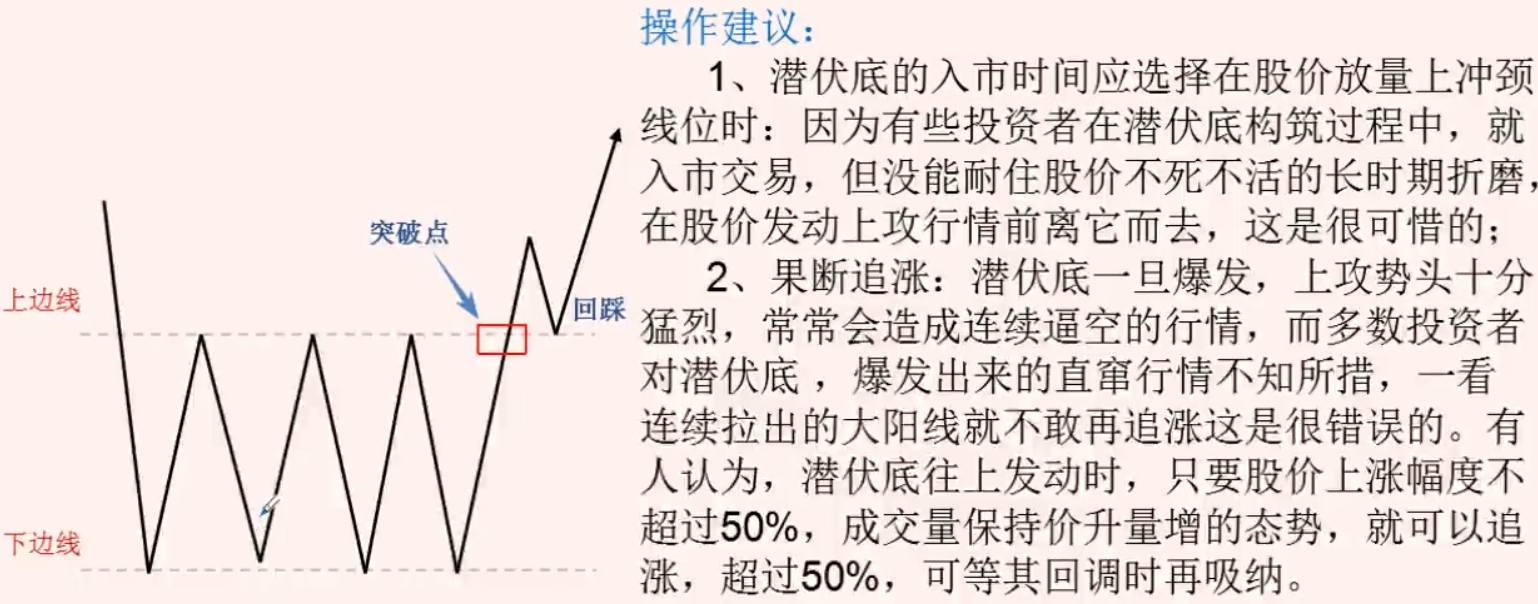 操作建议：
1、潜伏底的入市时间应选择在股价放量上冲颈
线位时：因为有些投资者在潜伏底构筑过程中，就
入市交易，但没能耐住股价不死不活的长时期折磨，
在股价发动上攻行情前离它而去，这是很可惜的；
2、果断追涨：潜伏底一旦爆发，上攻势头十分
猛烈，常常会造成连续逼空的行情，而多数投资者
对潜伏底 ，爆发出来的直窜行情不知所措，一看
连续拉出的大阳线就不敢再追涨这是很错误的。有
人认为，潜伏底往上发动时，只要股价上涨幅度不
超过50%，成交量保持价升量增的态势，就可以追
涨，超过50%，可等其回调时再吸纳。
突破点
上边线
回踩
下边线